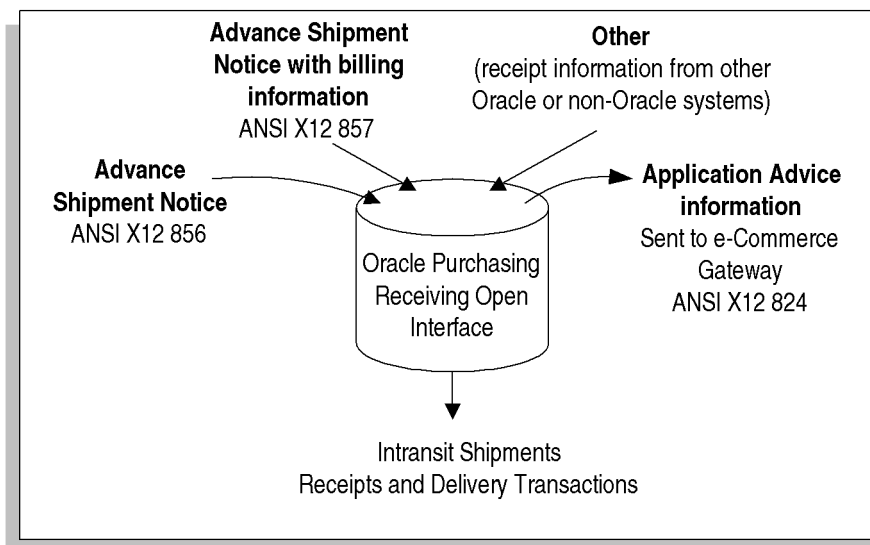 Advance Shipment
Notice with billing
information
ANSI X12 857
Other
(receipt information from other
Oracle or non-Oracle systems)
Advance
Shipment Notice
ANSI X12 856
Application Advice
information
Sent to e-Commerce
Gateway
ANSI X12 824
Oracle Purchasing
Receiving Open
Interface
Intransit Shipments
Receipts and Delivery Transactions